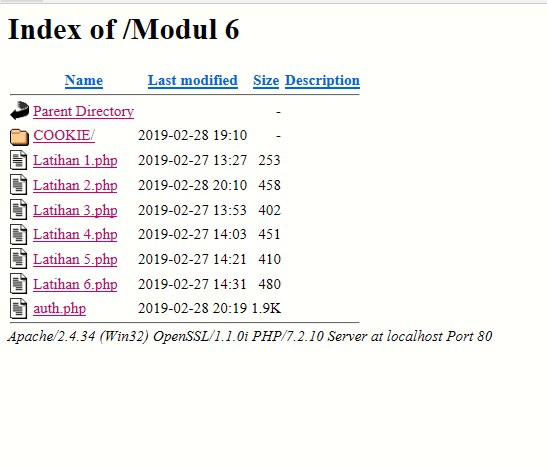 Index of /Modul 6
Name Last modified Size Description
Parent Directory -
COOKIE/ 2019-02-28 19:10 -
Latihan 1.php 2019-02-27 13:27 253
Latihan 2.php 2019-02-28 20:10 458
Latihan 3.php 2019-02-27 13:53 402
Latihan 4.php 2019-02-27 14:03 451
Latihan 5.php 2019-02-27 14:21 410
Latihan 6.php 2019-02-27 14:31 480
auth.php 2019-02-28 20:19 1.9K
Apache/2.4.34 (Win32) OpenSSL/1.1.0i PHP/7.2.10 Server at localhost Port 80